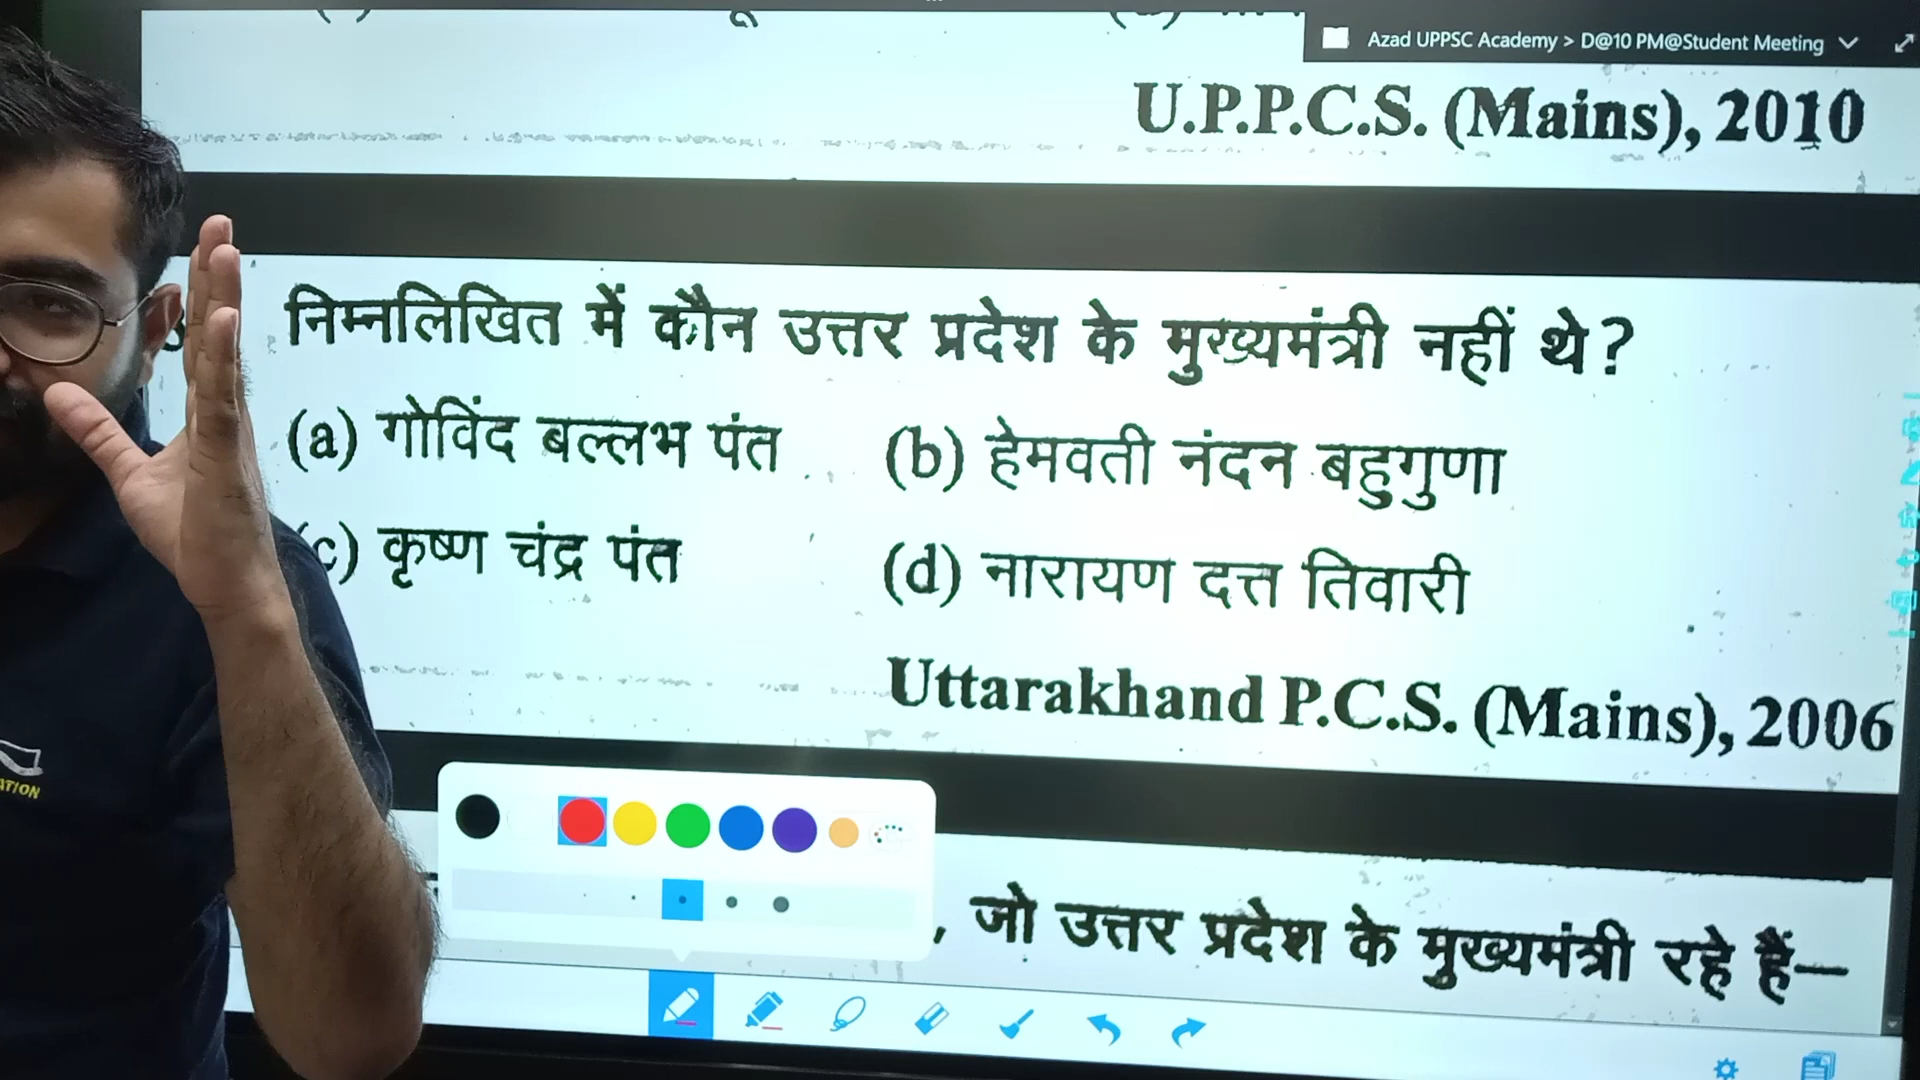 Azad UPPSC Academy > D@10 PM@Student Meeting
U.P.P.C.S. (Mains), 2010
निम्नलिखित में कौन उत्तर प्रदेश के मुख्यमंत्री नहीं थे?
(a) गोविंद बल्लभ पंत (b) हेमवती नंदन बहुगुणा
(c) कृष्ण चंद्र पंत (d) नारायण दत्त तिवारी
Uttarakhand P.C.S. (Mains), 2006
, जो उत्तर प्रदेश के मुख्यमंत्री रहे हैं—